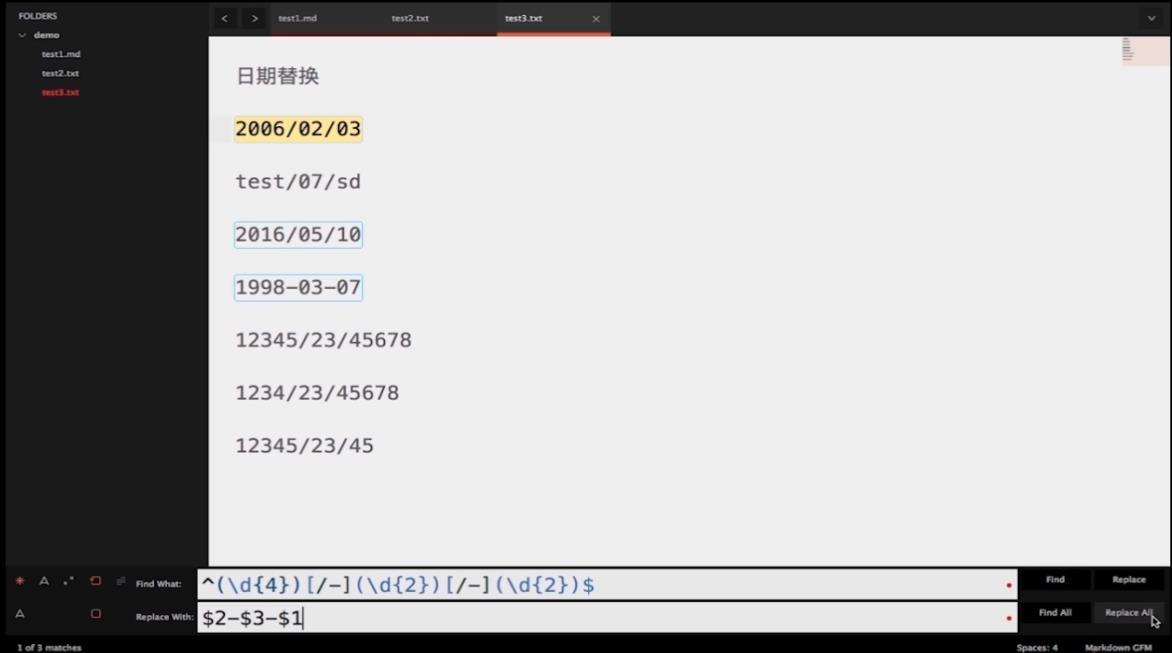 FOLDERS
demo
test1.md
test2.txt
test3.txt
test1.md test2.txt test3.txt
日期替换
2006/02/03
test/07/sd
2016/05/10
1998-03-07
12345/23/45678
1234/23/45678
12345/23/45
Find What: ^(\d{4})[/-](\d{2})[/-](\d{2})$ Find Replace
Replace With: $2-$3-$1 Find All Replace All
1 of 3 matches Spaces: 4 Markdown GFM